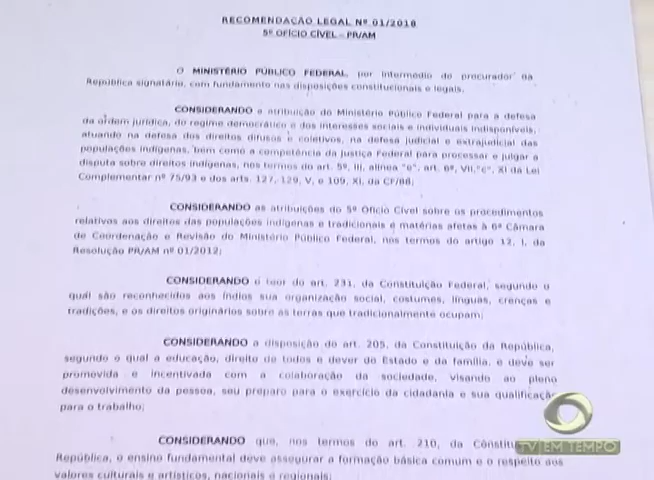 RECOMENDAÇÃO LEGAL Nº 01/2018
5º OFÍCIO CÍVEL – PR/AM
O MINISTÉRIO PÚBLICO FEDERAL, por intermédio do procurador da
República signatário, com fundamento nas disposições constitucionais e legais,
CONSIDERANDO a atribuição do Ministério Público Federal para a defesa
da ordem jurídica, do regime democrático e dos interesses sociais e individuais indisponíveis,
atuando na defesa dos direitos difusos e coletivos, na defesa judicial e extrajudicial das
populações indígenas, bem como a competência da Justiça Federal para processar e julgar a
disputa sobre direitos indígenas, nos termos do art. 5º, III, alínea "e", art. 6º, VII,"c", XI da Lei
Complementar nº 75/93 e dos arts. 127, 129, V, e 109, XI, da CF/88;
CONSIDERANDO as atribuições do 5º Ofício Cível sobre os procedimentos
relativos aos direitos das populações indígenas e tradicionais e matérias afetas à 6ª Câmara
de Coordenação e Revisão do Ministério Público Federal, nos termos do artigo 12, I, da
Resolução PR/AM nº 01/2012;
CONSIDERANDO o teor do art. 231, da Constituição Federal, segundo o
qual são reconhecidos aos índios sua organização social, costumes, línguas, crenças e
tradições, e os direitos originários sobre as terras que tradicionalmente ocupam;
CONSIDERANDO a disposição do art. 205, da Constituição da República,
segundo o qual a educação, direito de todos e dever do Estado e da família, e deve ser
promovida e incentivada com a colaboração da sociedade, visando ao pleno
desenvolvimento da pessoa, seu preparo para o exercício da cidadania e sua qualificação
para o trabalho;
CONSIDERANDO que, nos termos do art. 210, da
República, o ensino fundamental deve assegurar a formação básica comum e o respeito aos
valores culturais e artísticos, nacionais e regionais;
TV EM TEMPO